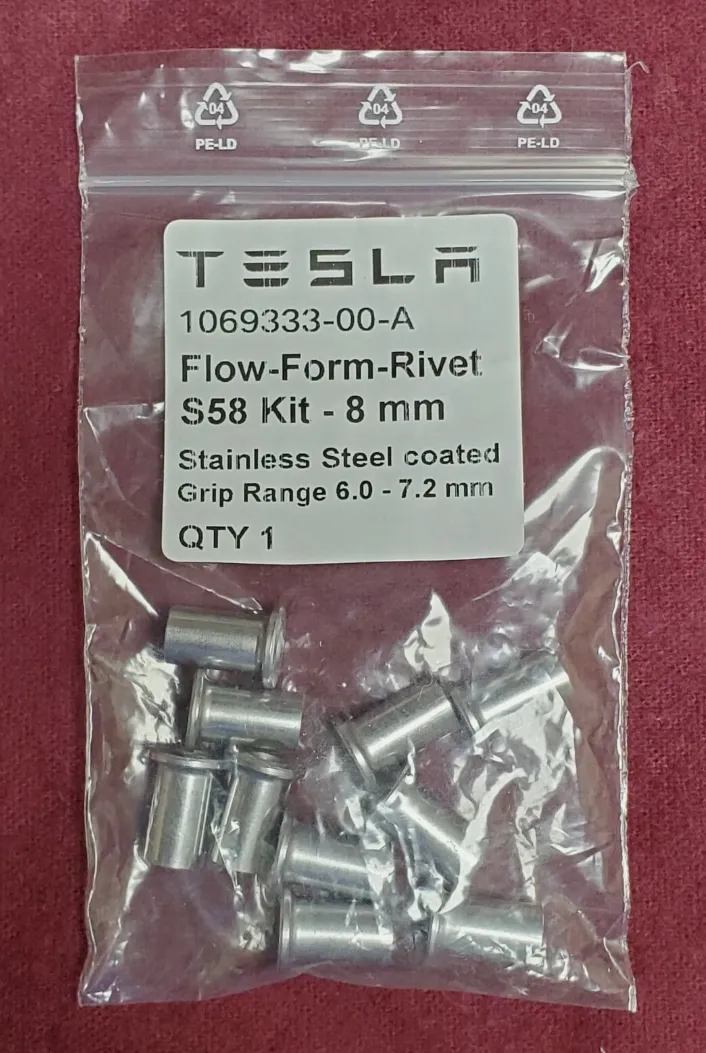 04 04 04
PE-LD PE-LD PE-LD
TESLA
1069333-00-A
Flow-Form-Rivet
S58 Kit - 8 mm
Stainless Steel coated
Grip Range 6.0 - 7.2 mm
QTY 1